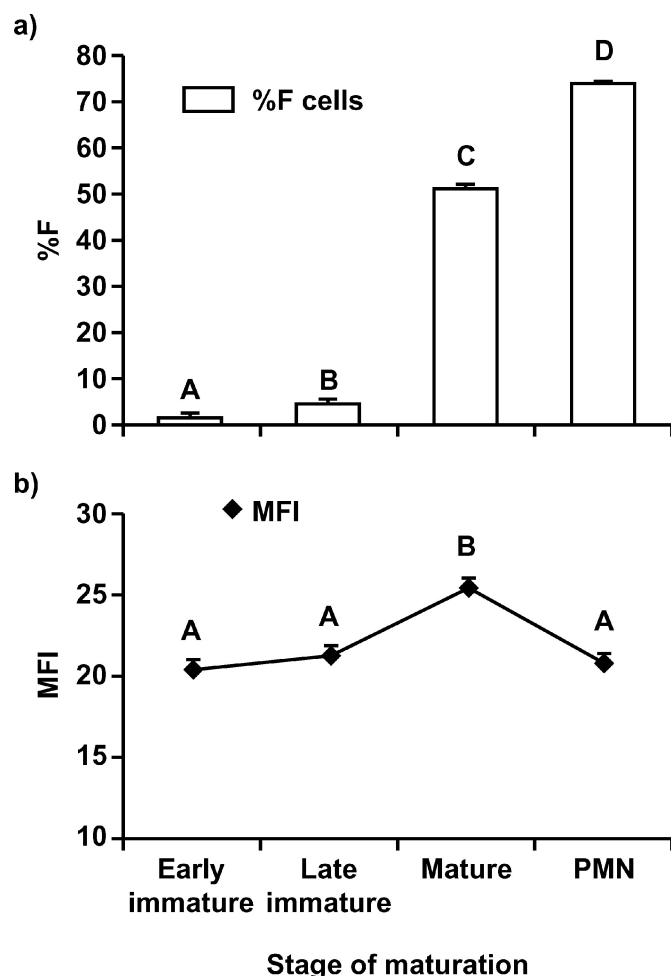 a)
80
70
60
50
40
30
20
10
0
%F
%F cells
A
B
C
D
b)
30
25
20
15
10
MFI
MFI
A
A
B
A
Early immature
Late immature
Mature
PMN
Stage of maturation